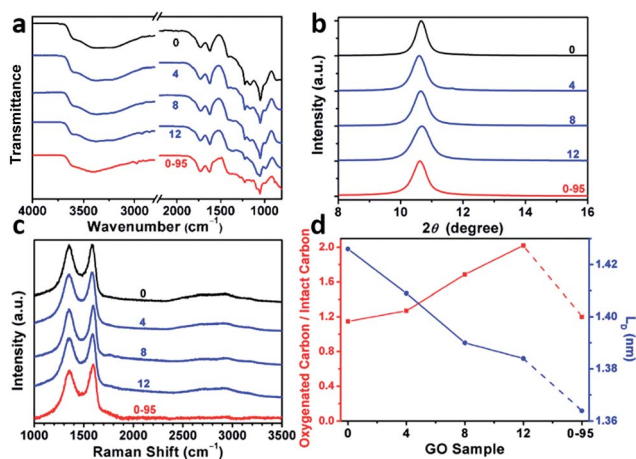 a
Transmittance
0
4
8
12
0-95
4000 3000 2000 1000
Wavenumber (cm⁻¹)
b
Intensity (a.u.)
0
4
8
12
0-95
8 10 12 14 16
2θ (degree)
c
Intensity (a.u.)
0
4
8
12
0-95
1000 1500 2000 2500 3000 3500
Raman Shift (cm⁻¹)
d
Oxygenated Carbon / Intact Carbon
2.0
1.6
1.2
0.8
0.4
0.0
0 4 8 12 0-95
GO Sample
1.42
1.40
1.38
1.36
L_D (nm)